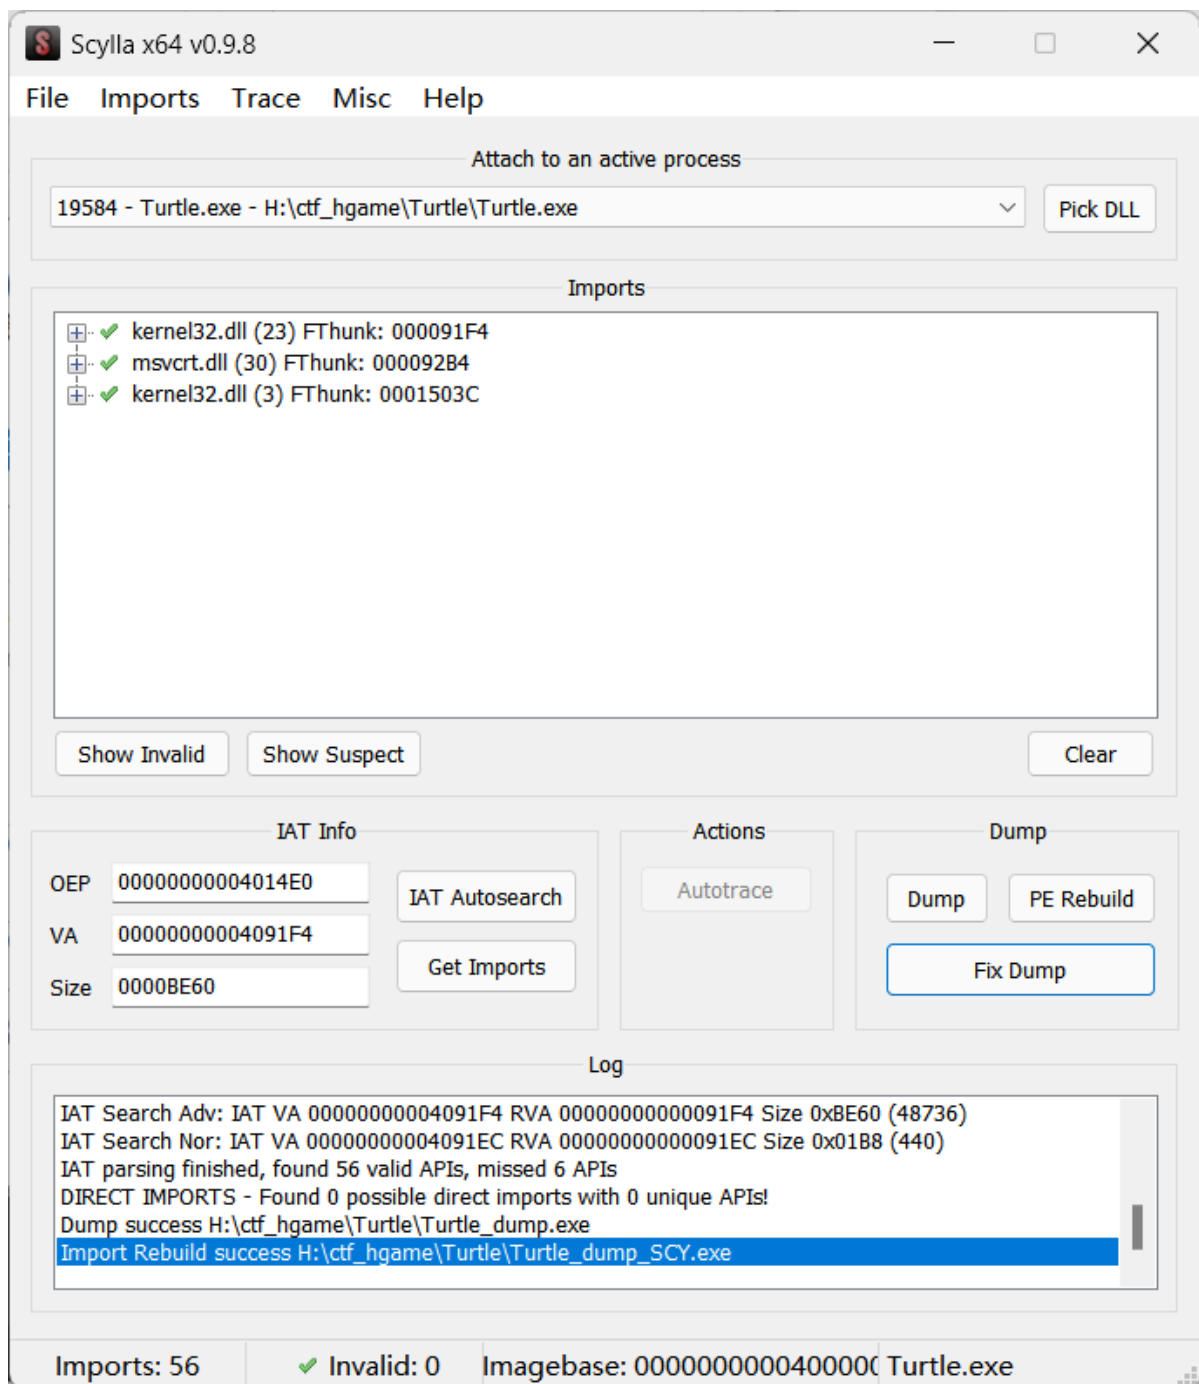 Scylla x64 v0.9.8
File Imports Trace Misc Help
Attach to an active process
19584 - Turtle.exe - H:\ctf_hgame\Turtle\Turtle.exe
Pick DLL
Imports
kernel32.dll (23) FThunk: 000091F4
msvcrt.dll (30) FThunk: 000092B4
kernel32.dll (3) FThunk: 0001503C
Show Invalid Show Suspect Clear
IAT Info Actions Dump
OEP 00000000004014E0 IAT Autosearch Autotrace Dump PE Rebuild
VA 00000000004091F4
Get Imports Fix Dump
Size 0000BE60
Log
IAT Search Adv: IAT VA 00000000004091F4 RVA 00000000000091F4 Size 0xBE60 (48736)
IAT Search Nor: IAT VA 00000000004091EC RVA 00000000000091EC Size 0x01B8 (440)
IAT parsing finished, found 56 valid APIs, missed 6 APIs
DIRECT IMPORTS - Found 0 possible direct imports with 0 unique APIs!
Dump success H:\ctf_hgame\Turtle\Turtle_dump.exe
Import Rebuild success H:\ctf_hgame\Turtle\Turtle_dump_SCY.exe
Imports: 56 Invalid: 0 Imagebase: 000000000040000( Turtle.exe